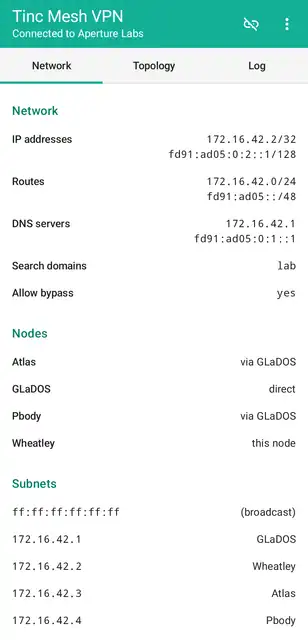 Tinc Mesh VPN
Connected to Aperture Labs
Network Topology Log
Network
IP addresses 172.16.42.2/32
fd91:ad05:0:2::1/128
Routes 172.16.42.0/24
fd91:ad05::/48
DNS servers 172.16.42.1
fd91:ad05:0:1::1
Search domains lab
Allow bypass yes
Nodes
Atlas via GLaDOS
GLaDOS direct
Pbody via GLaDOS
Wheatley this node
Subnets
ff:ff:ff:ff:ff:ff (broadcast)
172.16.42.1 GLaDOS
172.16.42.2 Wheatley
172.16.42.3 Atlas
172.16.42.4 Pbody